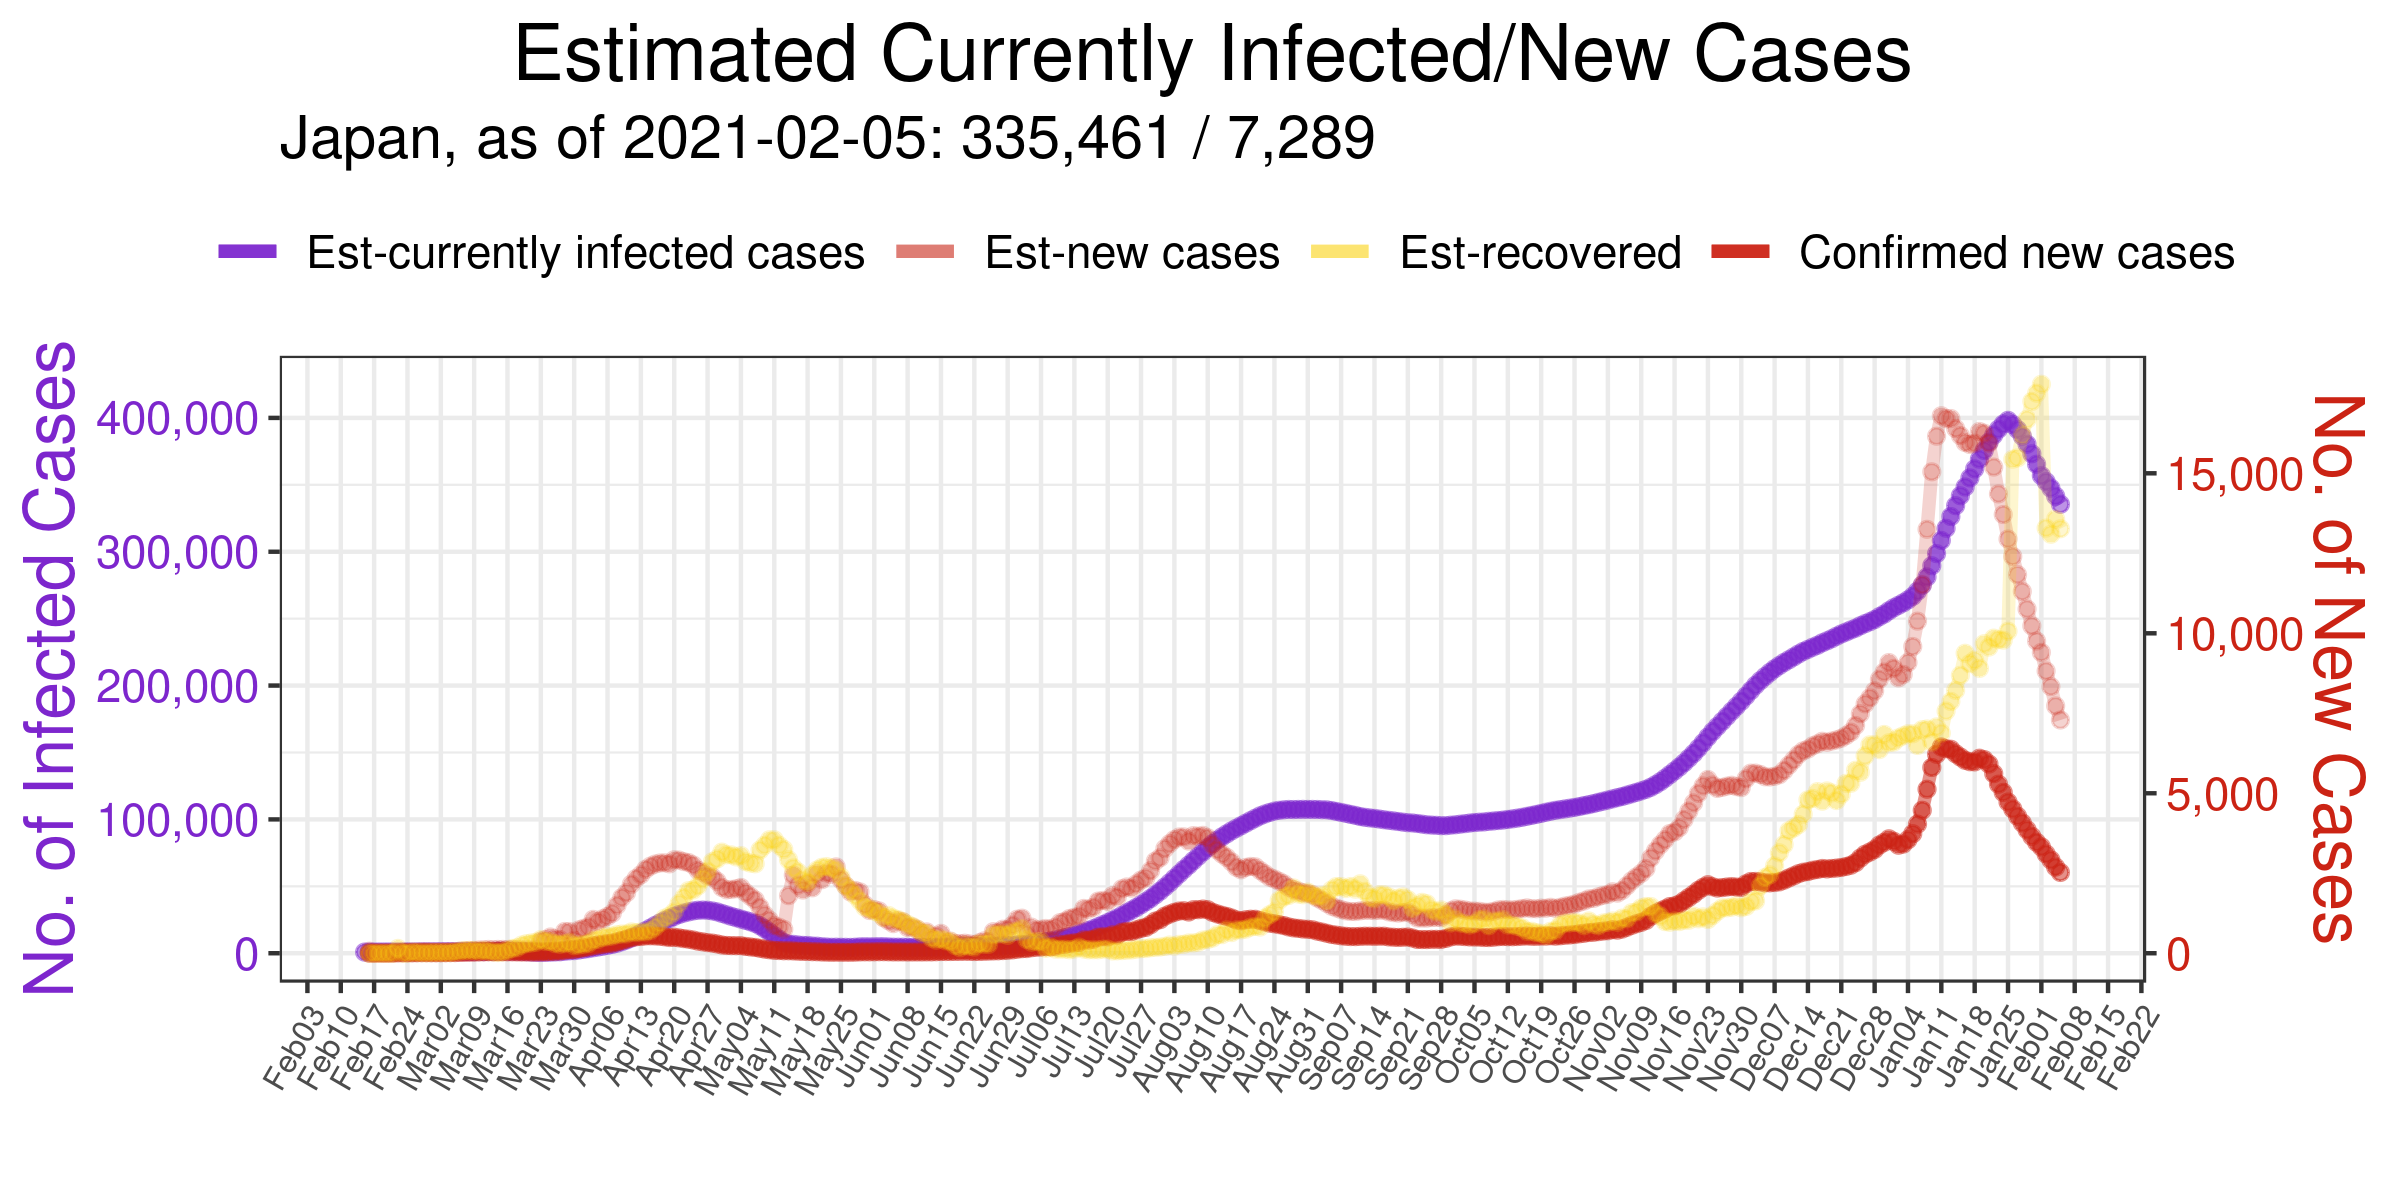 Estimated Currently Infected/New Cases
Japan, as of 2021-02-05: 335,461 / 7,289
Est-currently infected cases
Est-new cases
Est-recovered
Confirmed new cases
No. of Infected Cases
400,000
300,000
200,000
100,000
0
15,000
10,000
5,000
0
No. of New Cases
Feb03
Feb10
Feb17
Feb24
Mar02
Mar09
Mar16
Mar23
Mar30
Apr06
Apr13
Apr20
Apr27
May04
May11
May18
May25
Jun01
Jun08
Jun15
Jun22
Jun29
Jul06
Jul13
Jul20
Jul27
Aug03
Aug10
Aug17
Aug24
Aug31
Sep07
Sep14
Sep21
Sep28
Oct05
Oct12
Oct19
Oct26
Nov02
Nov09
Nov16
Nov23
Nov30
Dec07
Dec14
Dec21
Dec28
Jan04
Jan11
Jan18
Jan25
Feb01
Feb08
Feb15
Feb22